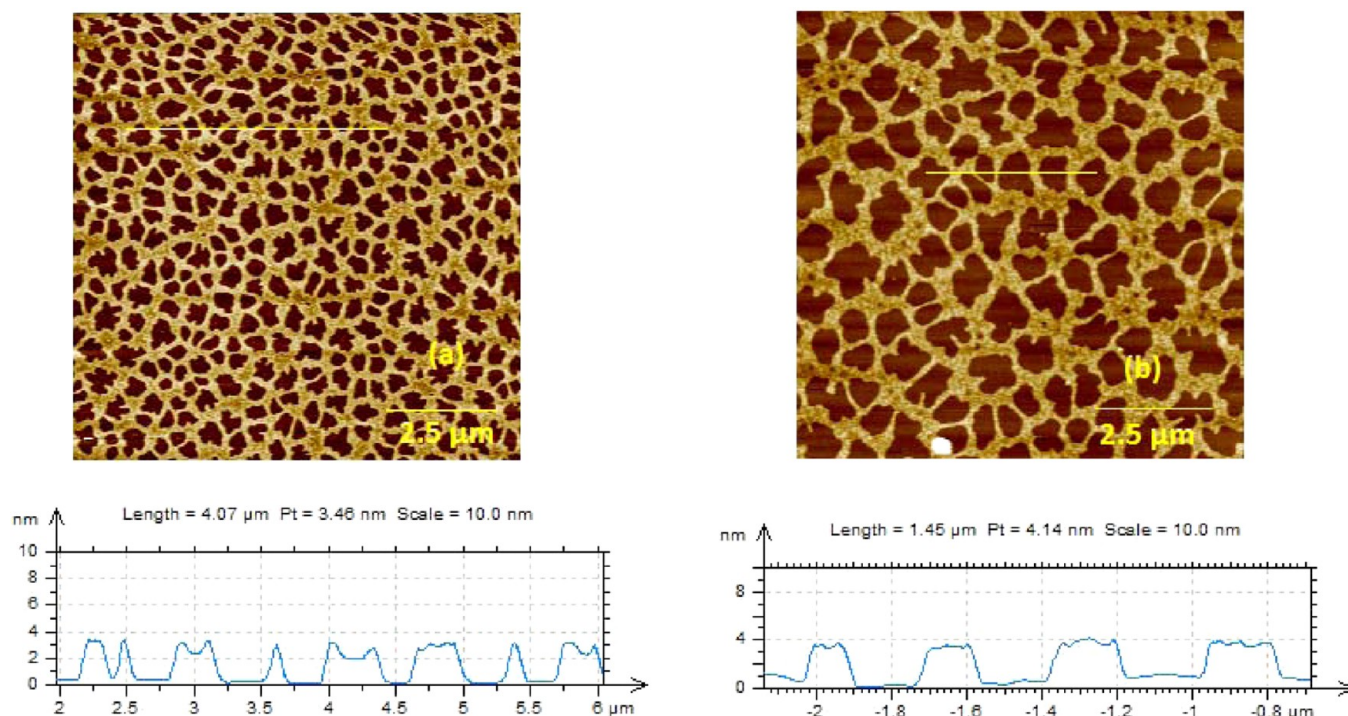 (a)
2.5 µm
(b)
2.5 µm
Length = 4.07 µm Pt = 3.46 nm Scale = 10.0 nm
nm
10
8
6
4
2
0
2 2.5 3 3.5 4 4.5 5 5.5 6 µm
Length = 1.45 µm Pt = 4.14 nm Scale = 10.0 nm
nm
8
4
0
-2 -1.8 -1.6 -1.4 -1.2 -1 -0.8 µm